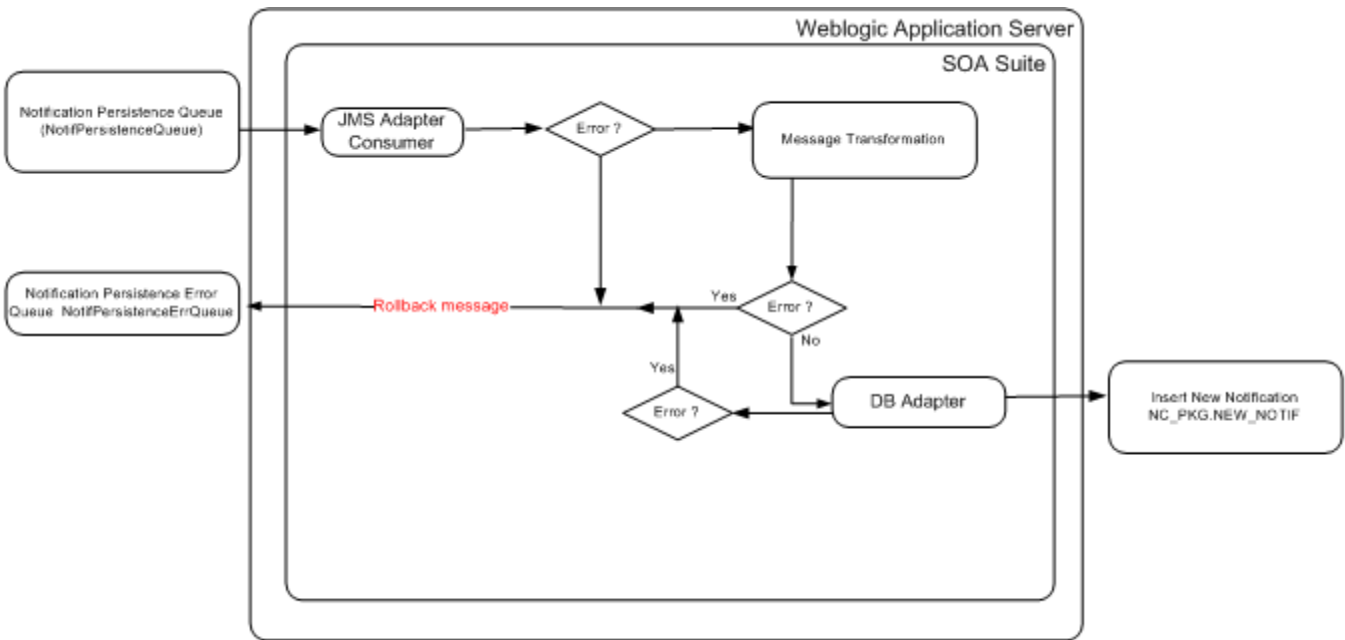 Weblogic Application Server
SOA Suite
Notification Persistence Queue
(NotifPersistenceQueue)
JMS Adapter
Consumer
Error ?
Message Transformation
Notification Persistence Error
Queue NotifPersistenceErrQueue
Rollback message
Yes
Error ?
No
Yes
Error ?
DB Adapter
Insert New Notification
NC_PKG.NEW_NOTIF